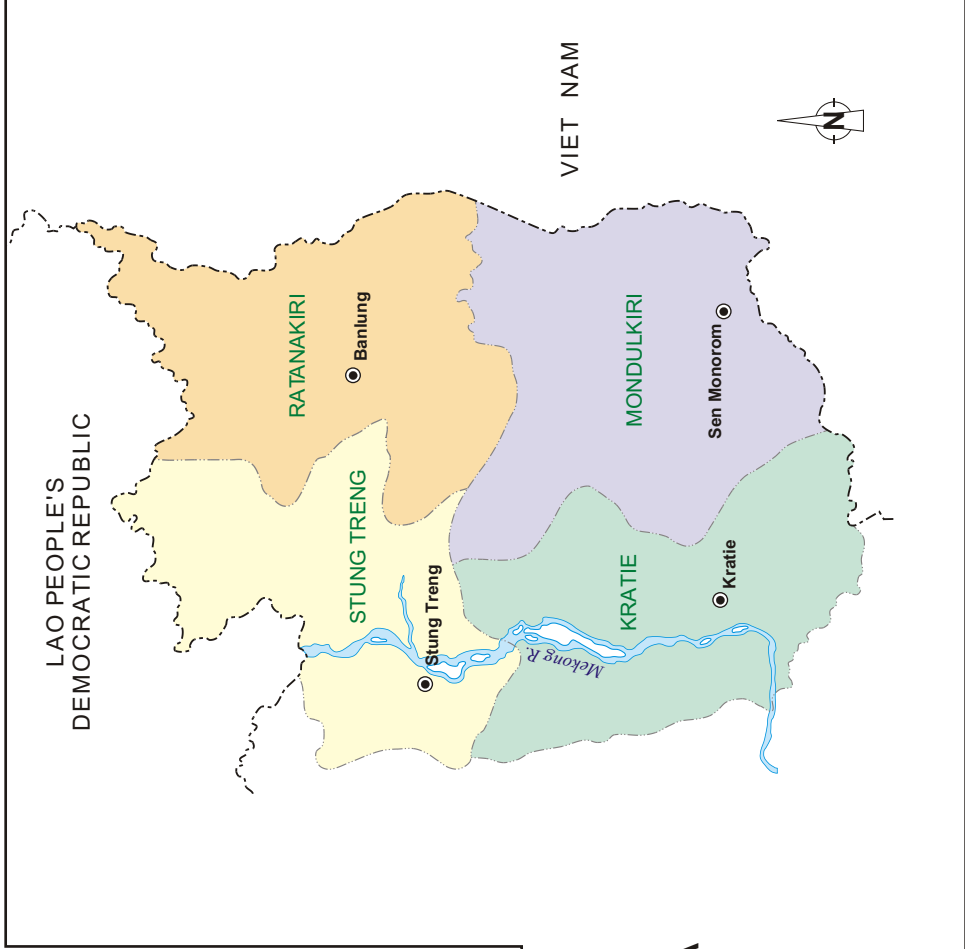 LAO PEOPLE'S
DEMOCRATIC REPUBLIC
VIET NAM
N
RATANAKIRI
Banlung
STUNG TRENG
Stung Treng
MONDULKIRI
Sen Monorom
KRATIE
Kratie
Mekong R.